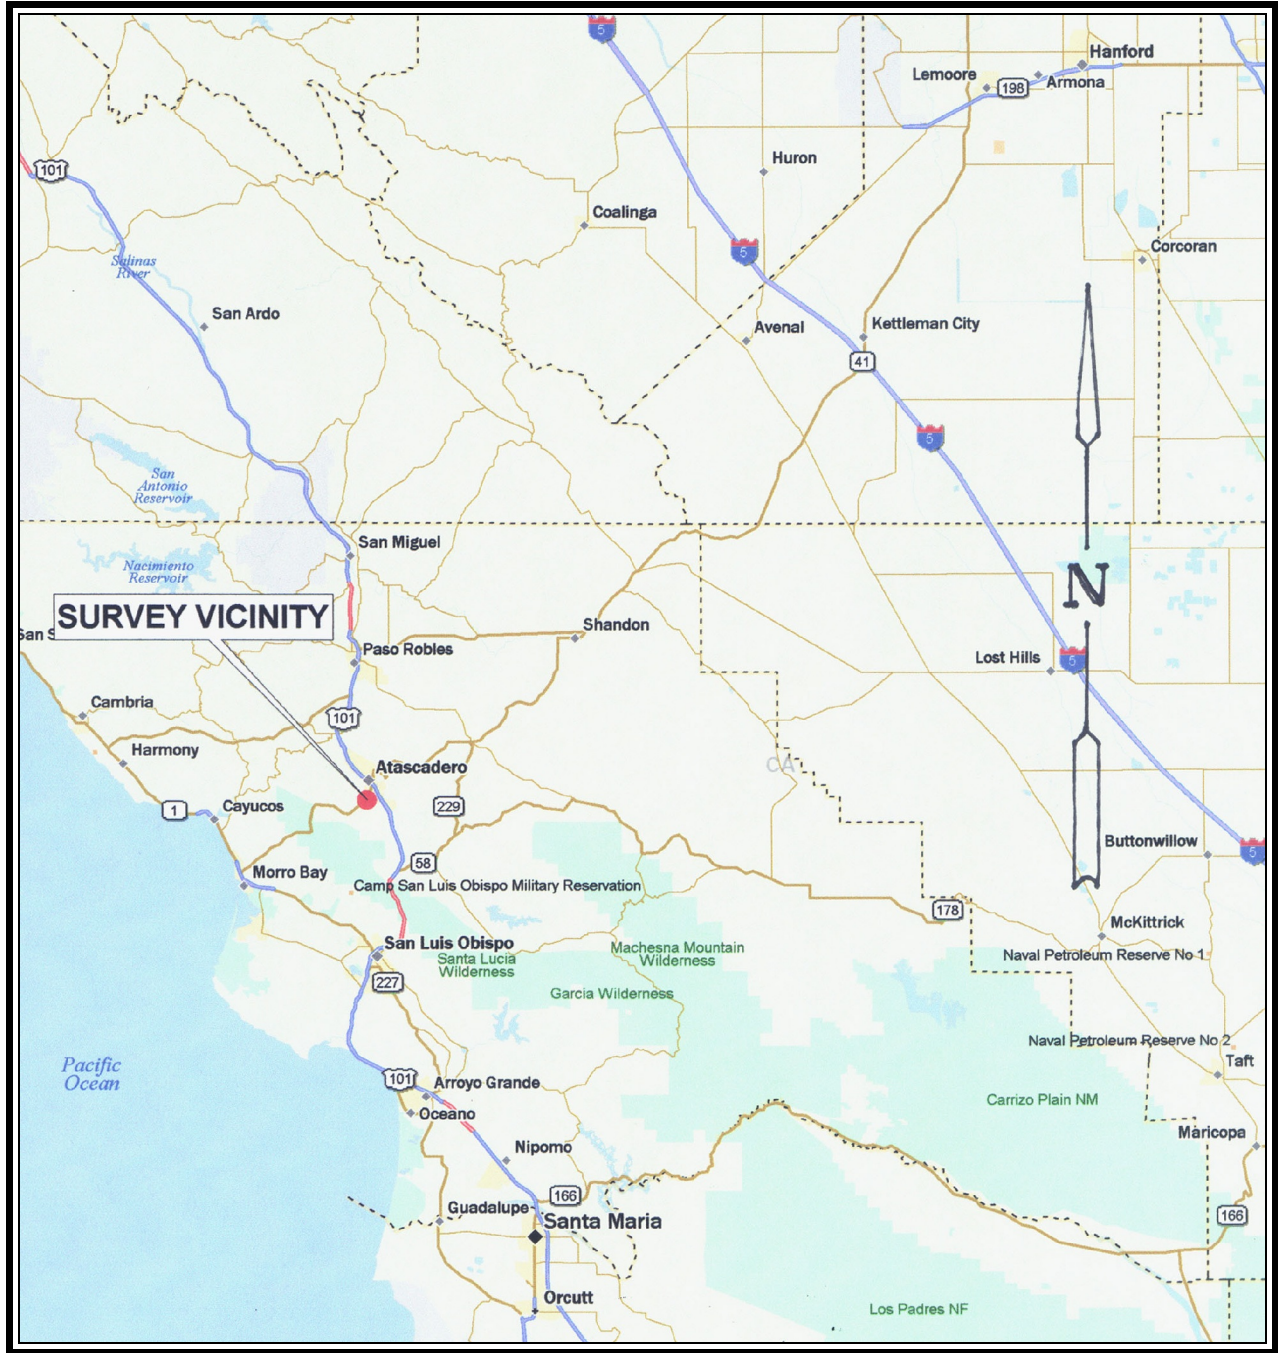 5
Hanford
Lemoore
198
Armona
101
Huron
Coalinga
5
Corcoran
Salinas
River
San Ardo
Avenal
Kettleman City
41
5
San
Antonio
Reservoir
San Miguel
Nacimiento
Reservoir
N
SURVEY VICINITY
San S
Shandon
Paso Robles
Lost Hills
5
Cambria
101
Harmony
CA
Atascadero
1
Cayucos
229
Buttonwillow
5
58
Morro Bay
Camp San Luis Obispo Military Reservation
178
McKittrick
San Luis Obispo
Santa Lucia
Wilderness
Machesna Mountain
Wilderness
Naval Petroleum Reserve No 1
227
Garcia Wilderness
Naval Petroleum Reserve No 2
Taft
Pacific
Ocean
101
Arroyo Grande
Oceano
Carrizo Plain NM
Maricopa
Nipomo
166
Guadalupe
Santa Maria
166
Orcutt
Los Padres NF